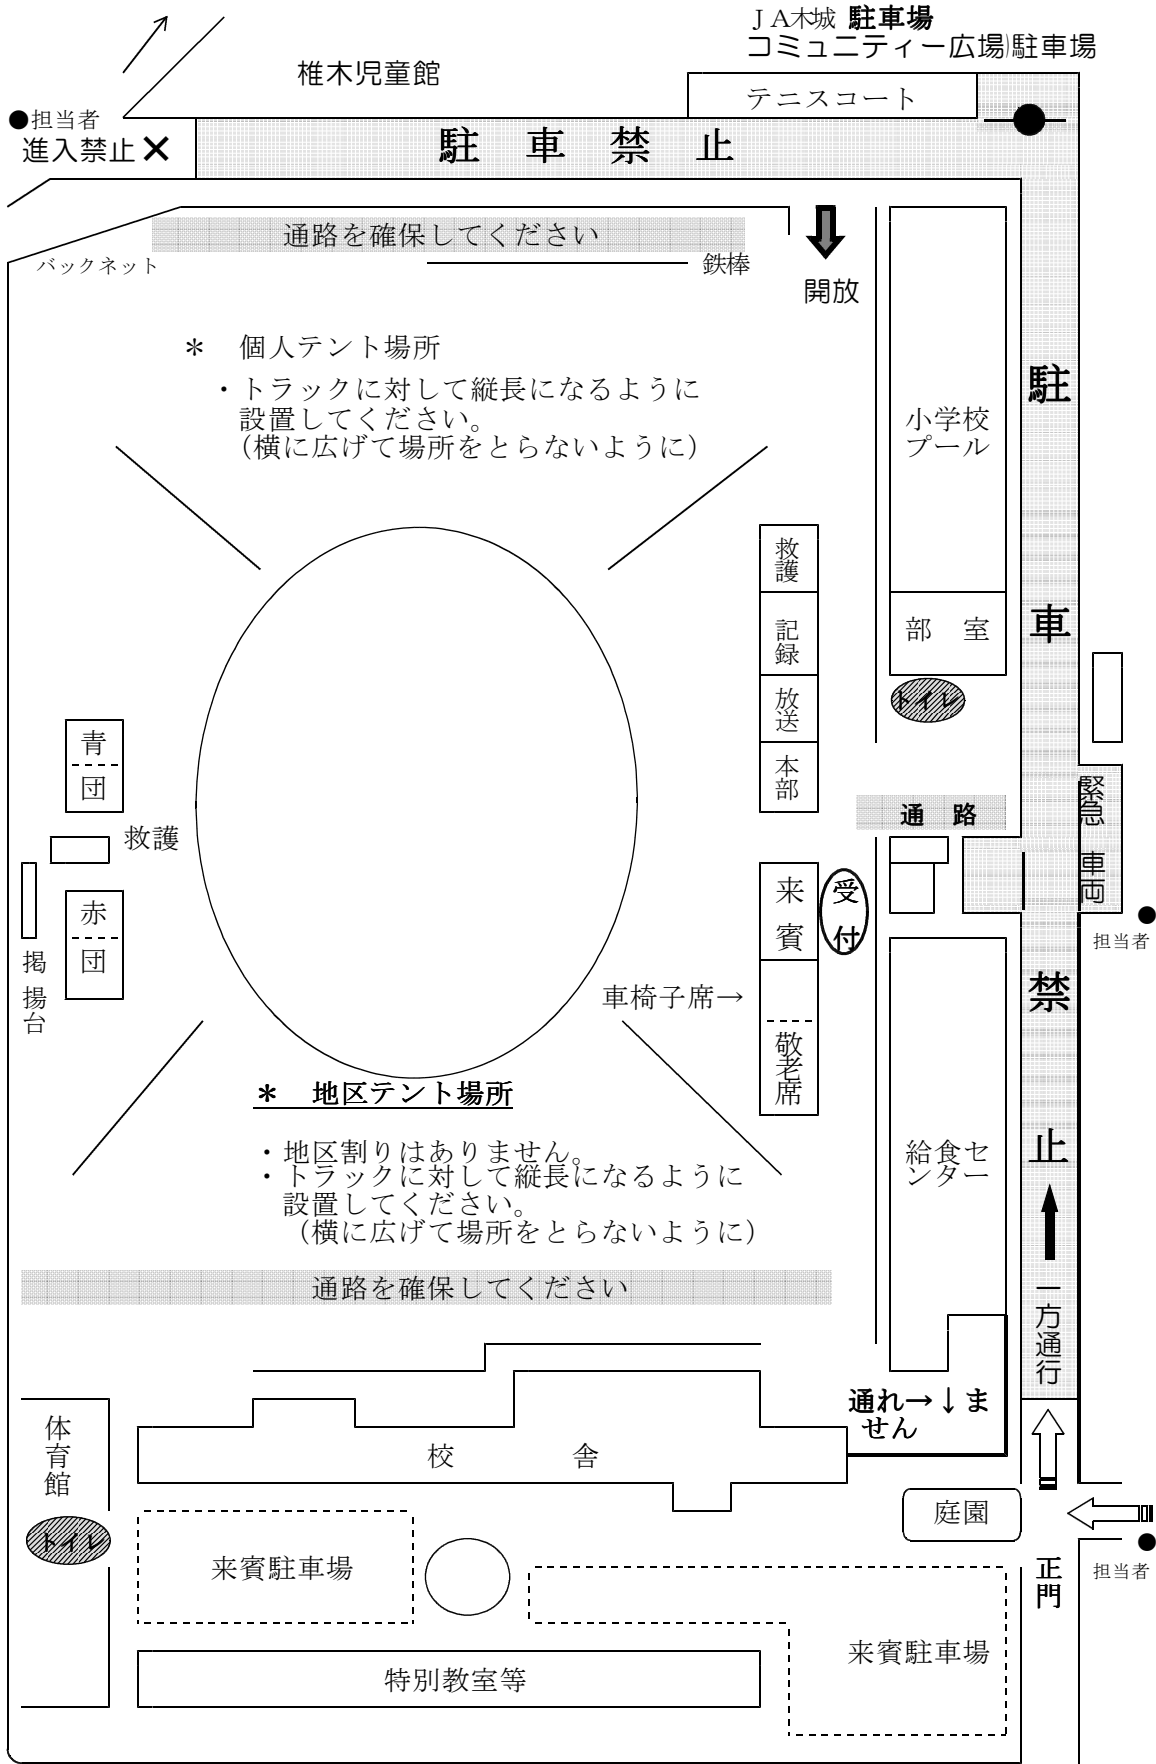 ＪＡ木城 駐車場
コミュニティー広場駐車場
椎木児童館
テニスコート
●担当者
進入禁止×
駐車禁止
通路を確保してください
バックネット
鉄棒
開放
＊　個人テント場所
・トラックに対して縦長になるように
設置してください。
（横に広げて場所をとらないように）
小学校
プール
駐車禁止
救護
記録
放送
本部
部　室
トイレ
青団
救護
赤団
掲揚台
通　路
緊急　車両
来賓
受付
担当者
車椅子席→
敬老席
＊　地区テント場所
・地区割りはありません。
・トラックに対して縦長になるように
設置してください。
（横に広げて場所をとらないように）
給食セ
ンター
通路を確保してください
一方通行
通れ→↓ま
せん
体育館
校　舎
トイレ
庭園
来賓駐車場
正門
担当者
来賓駐車場
特別教室等